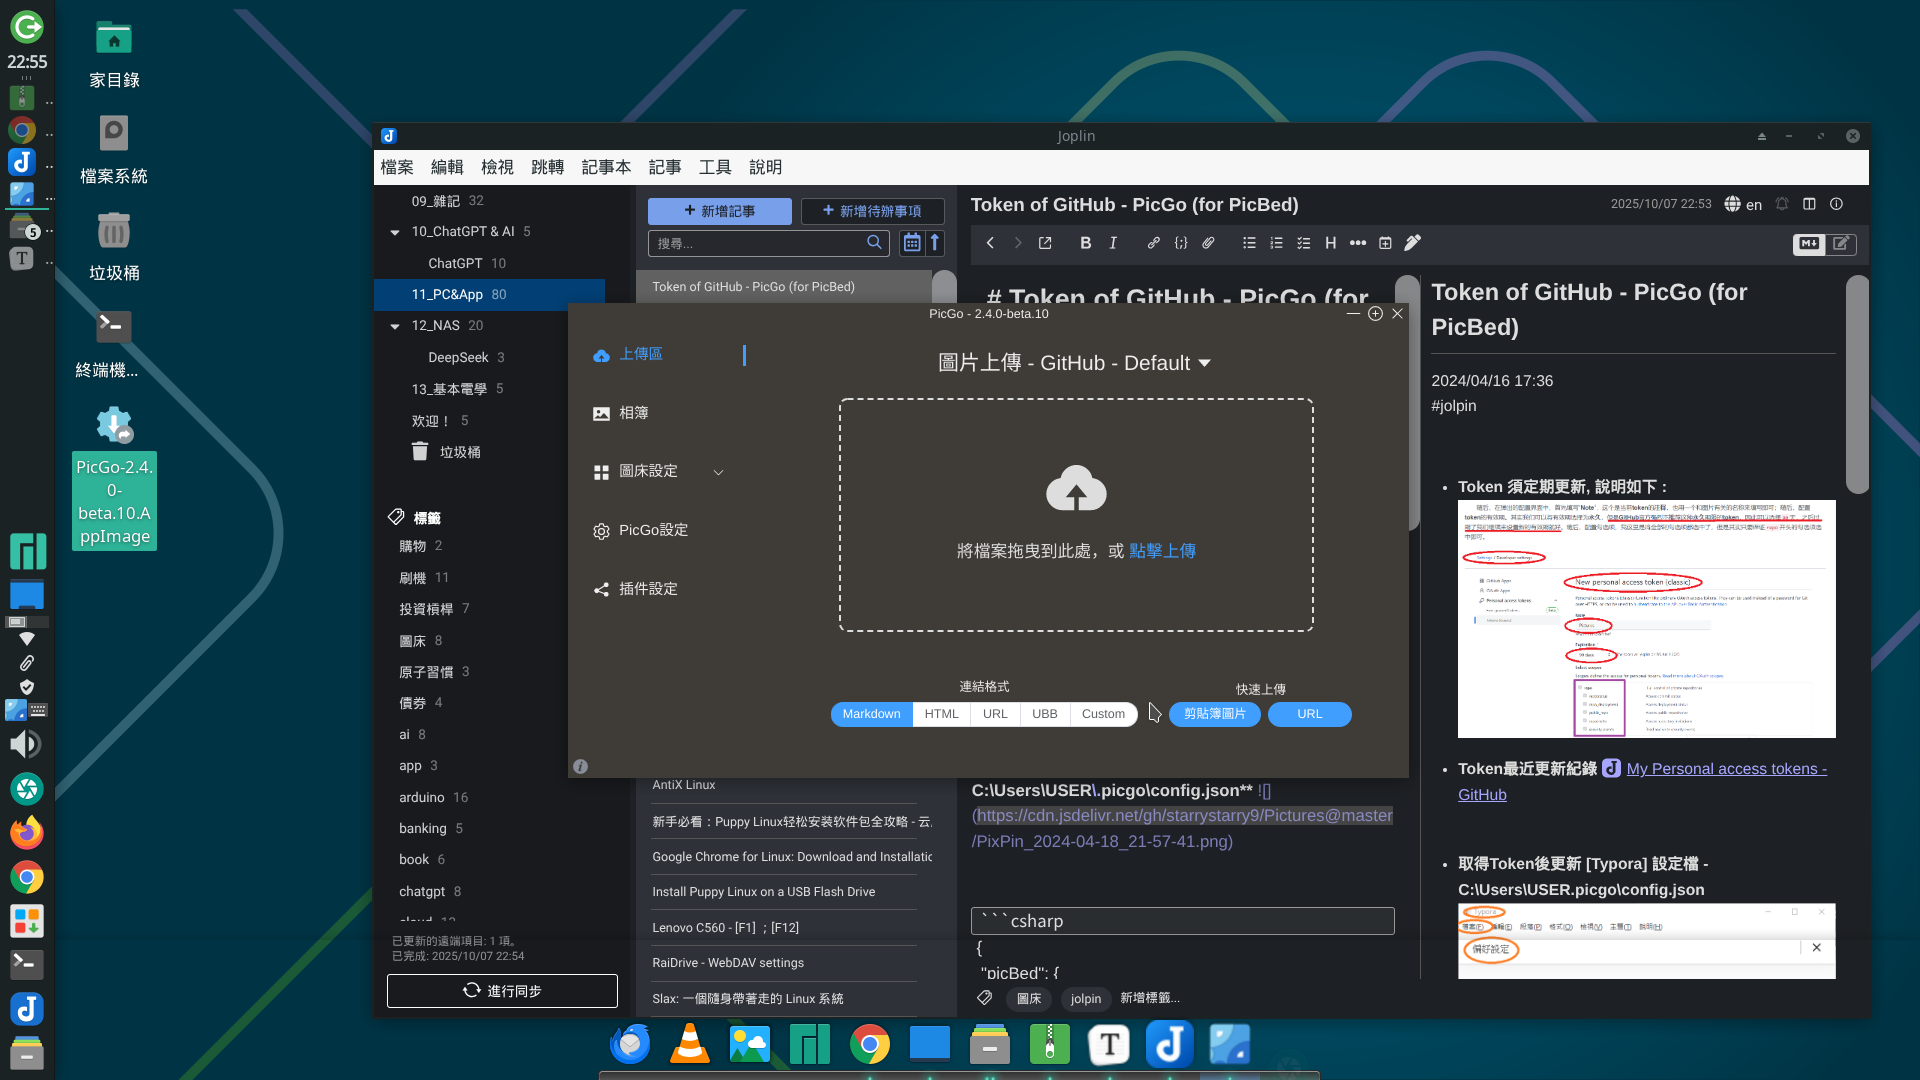 22:55
5
家目錄
檔案系統
垃圾桶
終端機...
PicGo-2.4.
0-
beta.10.A
ppImage
Joplin
檔案
編輯
檢視
跳轉
記事本
記事
工具
說明
09_雜記 32
10_ChatGPT & AI 5
ChatGPT 10
11_PC&App 80
12_NAS 20
DeepSeek 3
13_基本電學 5
欢迎！ 5
垃圾桶
標籤
購物 2
刷機 11
投資槓桿 7
圖床 8
原子習慣 3
債券 4
ai 8
app 3
arduino 16
banking 5
book 6
chatgpt 8
cloud 12
已更新的遠端項目: 1 項。
已完成: 2025/10/07 22:54
進行同步
新增記事
新增待辦事項
搜尋...
Token of GitHub - PicGo (for PicBed)
AntiX Linux
新手必看：Puppy Linux轻松安装软件包全攻略 - 云
Google Chrome for Linux: Download and Installatio
Install Puppy Linux on a USB Flash Drive
Lenovo C560 - [F1] ；[F12]
RaiDrive - WebDAV settings
Slax: 一個隨身帶著走的 Linux 系統
Token of GitHub - PicGo (for PicBed)
2025/10/07 22:53
en
# Token of GitHub - PicGo (for
C:\Users\USER\.picgo\config.json** ![]
(https://cdn.jsdelivr.net/gh/starrystarry9/Pictures@master
/PixPin_2024-04-18_21-57-41.png)
```csharp
{
"picBed": {
圖床
jolpin
新增標籤...
PicGo - 2.4.0-beta.10
上傳區
相簿
圖床設定
PicGo設定
插件設定
圖片上傳 - GitHub - Default
將檔案拖曳到此處，或 點擊上傳
連結格式
Markdown
HTML
URL
UBB
Custom
快速上傳
剪貼簿圖片
URL
Token of GitHub - PicGo (for
PicBed)
2024/04/16 17:36
#jolpin
Token 須定期更新, 說明如下：
New personal access token (classic)
Token最近更新紀錄 My Personal access tokens -
GitHub
取得Token後更新 [Typora] 設定檔 -
C:\Users\USER.picgo\config.json
Typora
偏好設定